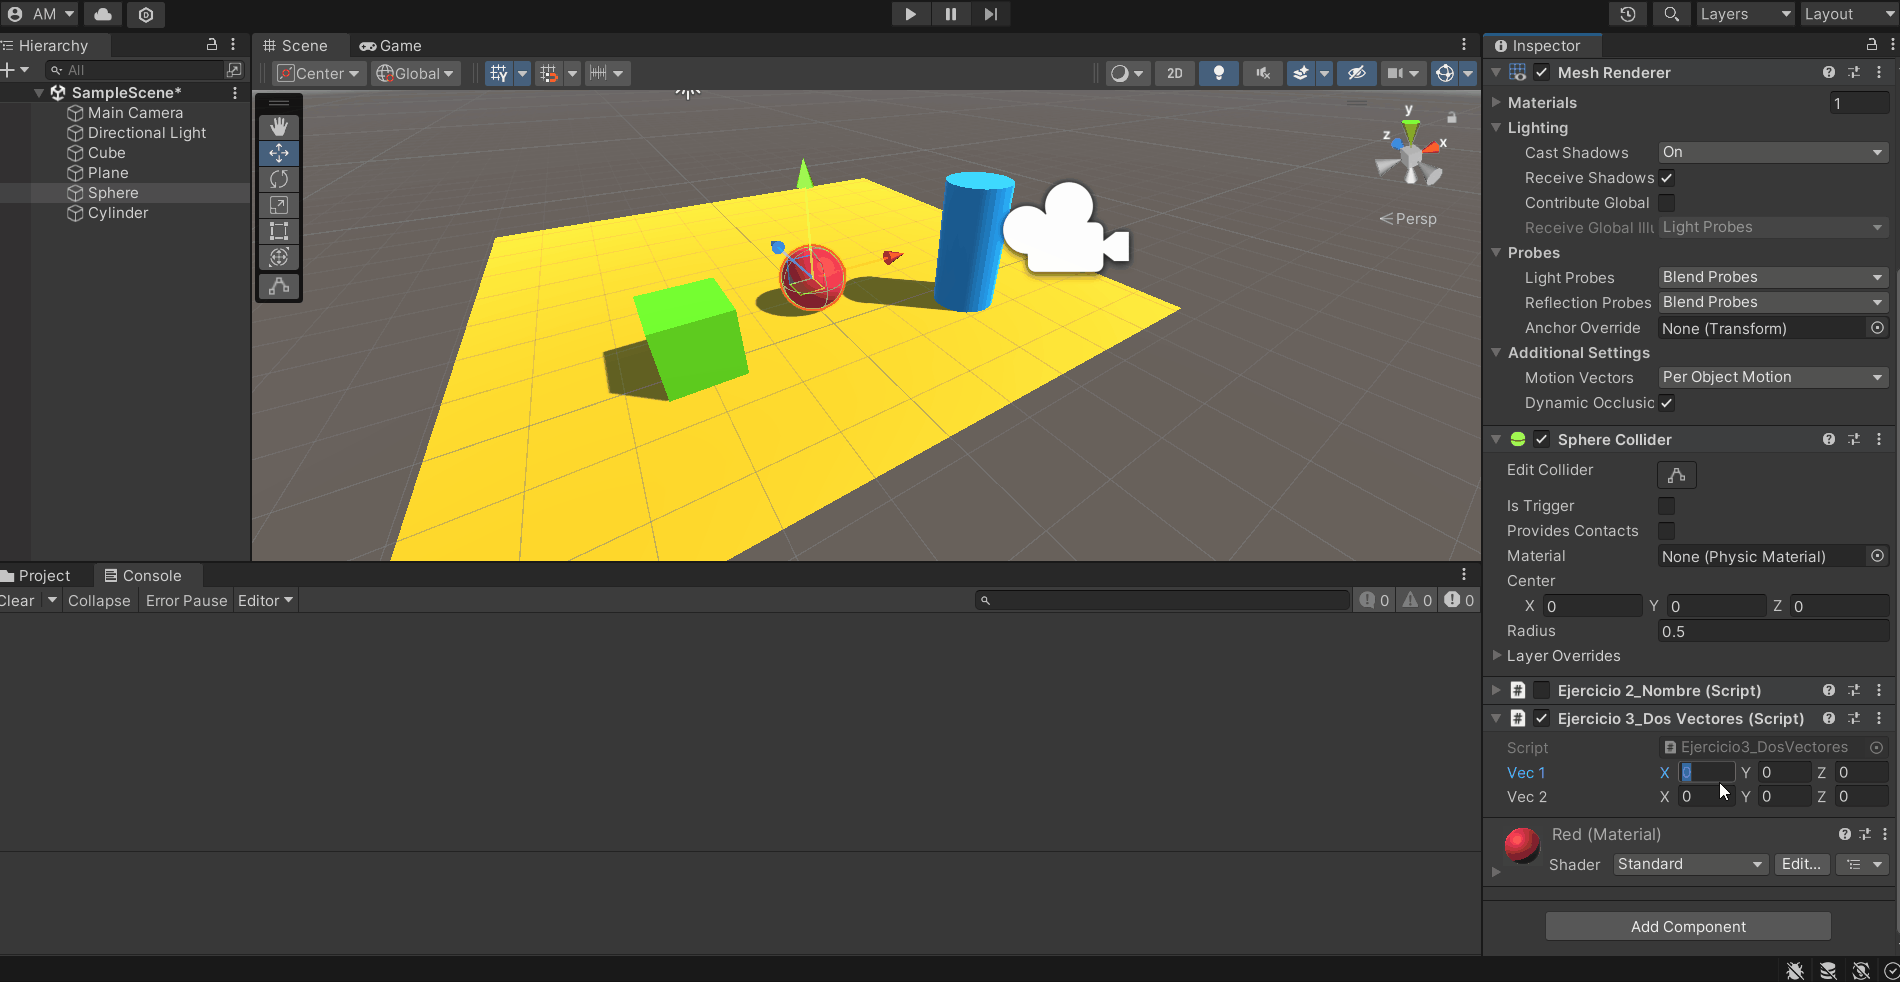 AM
Layers
Layout
Hierarchy
Scene
Game
Inspector
All
Center
Global
2D
SampleScene*
Main Camera
Directional Light
Cube
Plane
Sphere
Cylinder
y
z
x
Persp
Mesh Renderer
Materials
1
Lighting
Cast Shadows
On
Receive Shadows
Contribute Global
Receive Global Illu
Light Probes
Probes
Light Probes
Blend Probes
Reflection Probes
Blend Probes
Anchor Override
None (Transform)
Additional Settings
Motion Vectors
Per Object Motion
Dynamic Occlusic
Sphere Collider
Edit Collider
Is Trigger
Provides Contacts
Material
None (Physic Material)
Center
X 0 Y 0 Z 0
Radius
0.5
Layer Overrides
Ejercicio 2_Nombre (Script)
Ejercicio 3_Dos Vectores (Script)
Script
Ejercicio3_DosVectores
Vec 1 X 0 Y 0 Z 0
Vec 2 X 0 Y 0 Z 0
Red (Material)
Shader
Standard
Edit...
Add Component
Project
Console
Clear
Collapse
Error Pause
Editor
0
0
0